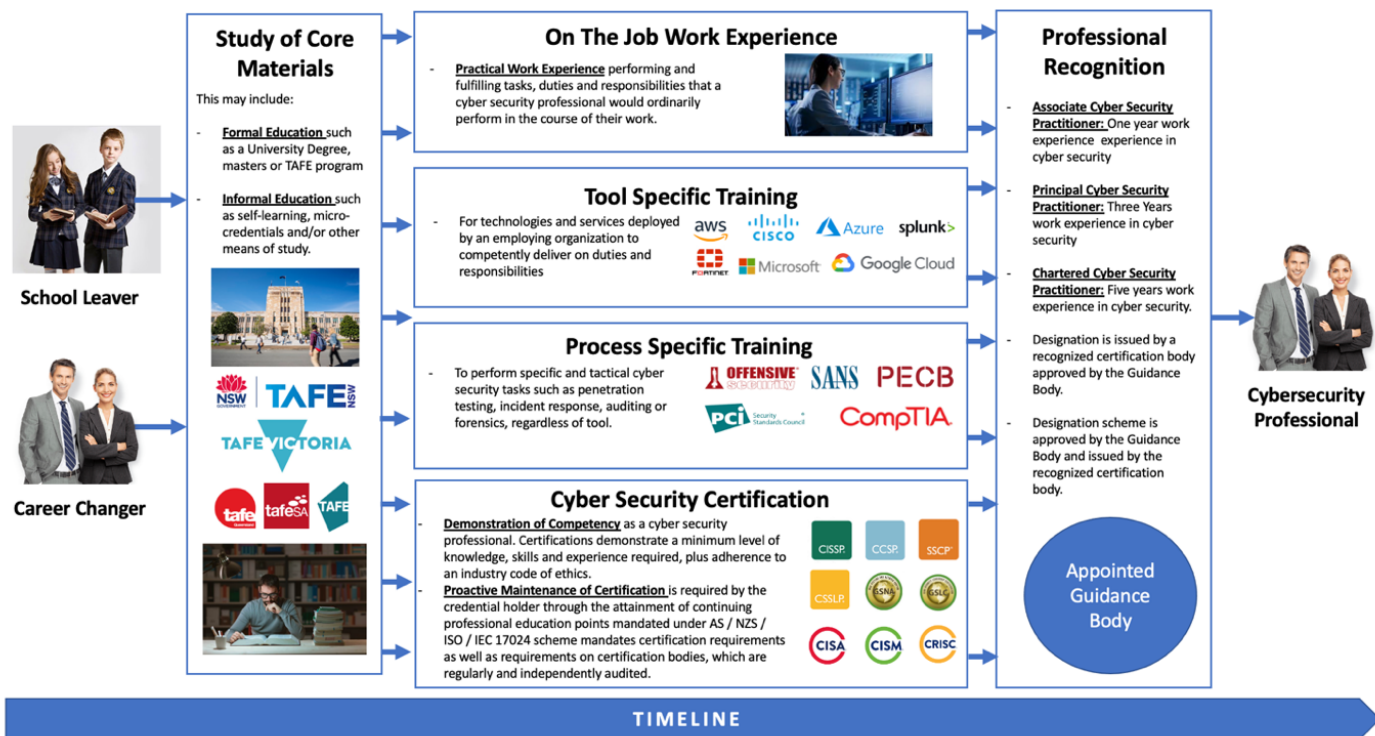 School Leaver
Career Changer
Study of Core
Materials
This may include:
- Formal Education such
as a University Degree,
masters or TAFE program
- Informal Education such
as self-learning, micro-
credentials and/or other
means of study.
NSW
GOVERNMENT
TAFE NSW
TAFE VICTORIA
tafe
tafeSA
TAFE
On The Job Work Experience
- Practical Work Experience performing and
fulfilling tasks, duties and responsibilities that a
cyber security professional would ordinarily
perform in the course of their work.
Tool Specific Training
- For technologies and services deployed
by an employing organization to
competently deliver on duties and
responsibilities
aws
CISCO
Azure
splunk>
FORTINET
Microsoft
Google Cloud
Process Specific Training
- To perform specific and tactical cyber
security tasks such as penetration
testing, incident response, auditing or
forensics, regardless of tool.
OFFENSIVE
security
SANS
PECB
PCi
Security
Standards Council
CompTIA
Cyber Security Certification
- Demonstration of Competency as a cyber security
professional. Certifications demonstrate a minimum level of
knowledge, skills and experience required, plus adherence to
an industry code of ethics.
- Proactive Maintenance of Certification is required by the
credential holder through the attainment of continuing
professional education points mandated under AS / NZS /
ISO / IEC 17024 scheme mandates certification requirements
as well as requirements on certification bodies, which are
regularly and independently audited.
CISSP
CCSP
SSCP
CSSLP
GSNA
GSLC
CISA
CISM
CRISC
Professional
Recognition
- Associate Cyber Security
Practitioner: One year work
experience experience in
cyber security
- Principal Cyber Security
Practitioner: Three Years
work experience in cyber
security
- Chartered Cyber Security
Practitioner: Five years work
experience in cyber security.
- Designation is issued by a
recognized certification body
approved by the Guidance
Body.
- Designation scheme is
approved by the Guidance
Body and issued by the
recognized certification
body.
Appointed
Guidance
Body
Cybersecurity
Professional
TIMELINE